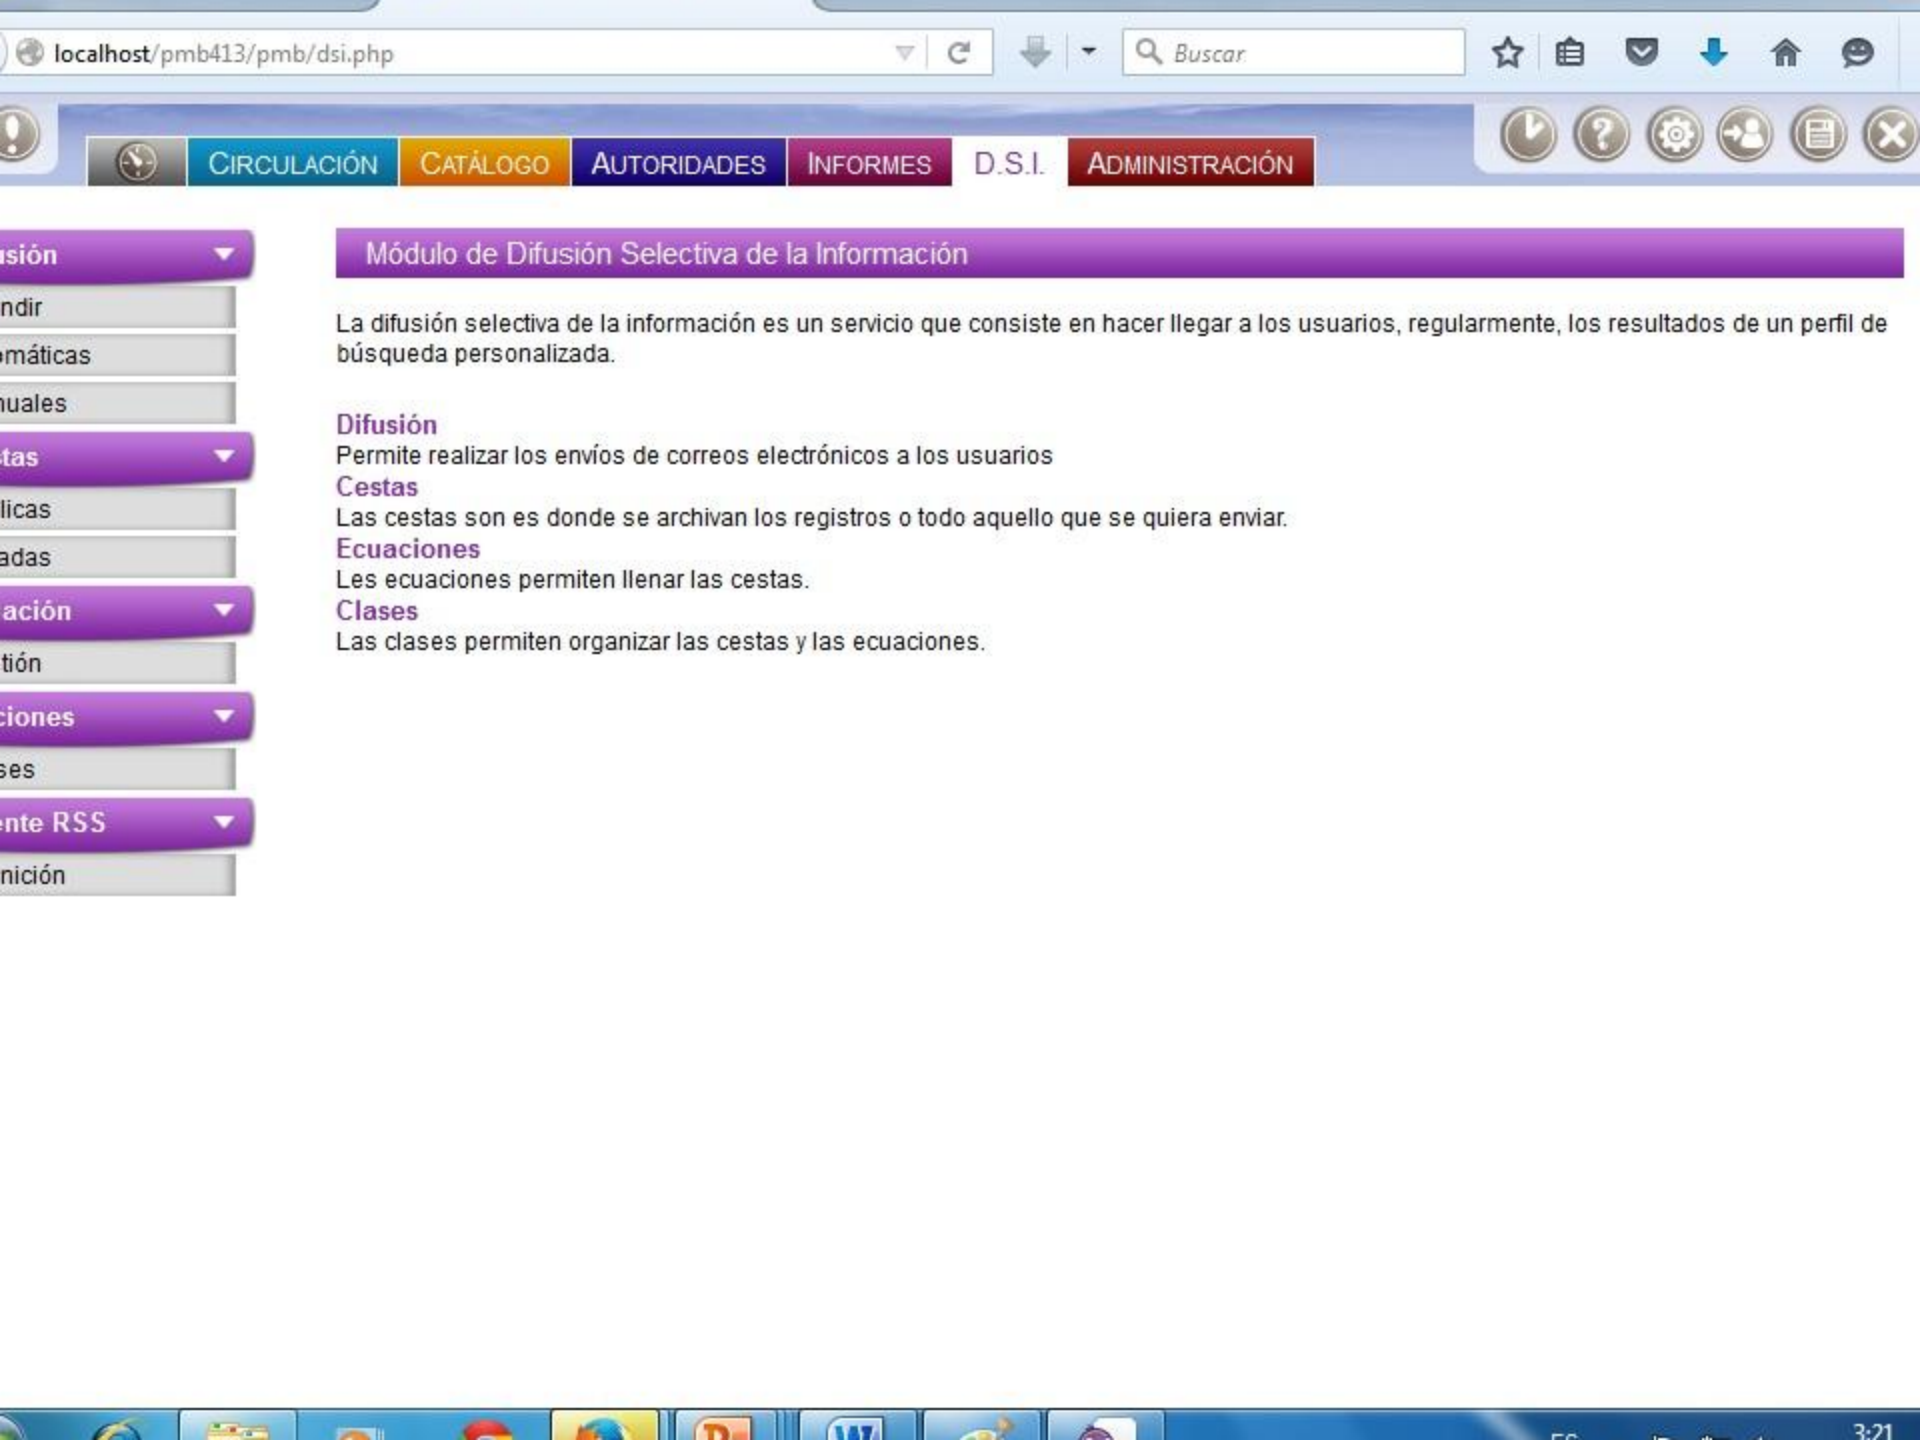 localhost/pmb413/pmb/dsi.php
Buscar
CIRCULACIÓN
CATÁLOGO
AUTORIDADES
INFORMES
D.S.I.
ADMINISTRACIÓN
usión
ndir
omáticas
nuales
tas
licas
adas
ación
tión
ciones
ses
ente RSS
nición
Módulo de Difusión Selectiva de la Información
La difusión selectiva de la información es un servicio que consiste en hacer llegar a los usuarios, regularmente, los resultados de un perfil de
búsqueda personalizada.
Difusión
Permite realizar los envíos de correos electrónicos a los usuarios
Cestas
Las cestas son es donde se archivan los registros o todo aquello que se quiera enviar.
Ecuaciones
Les ecuaciones permiten llenar las cestas.
Clases
Las clases permiten organizar las cestas y las ecuaciones.
ES
3:21